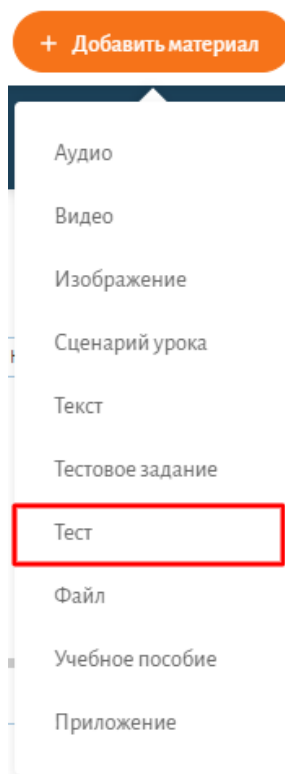 + Добавить материал
Аудио
Видео
Изображение
Сценарий урока
Текст
Тестовое задание
Тест
Файл
Учебное пособие
Приложение